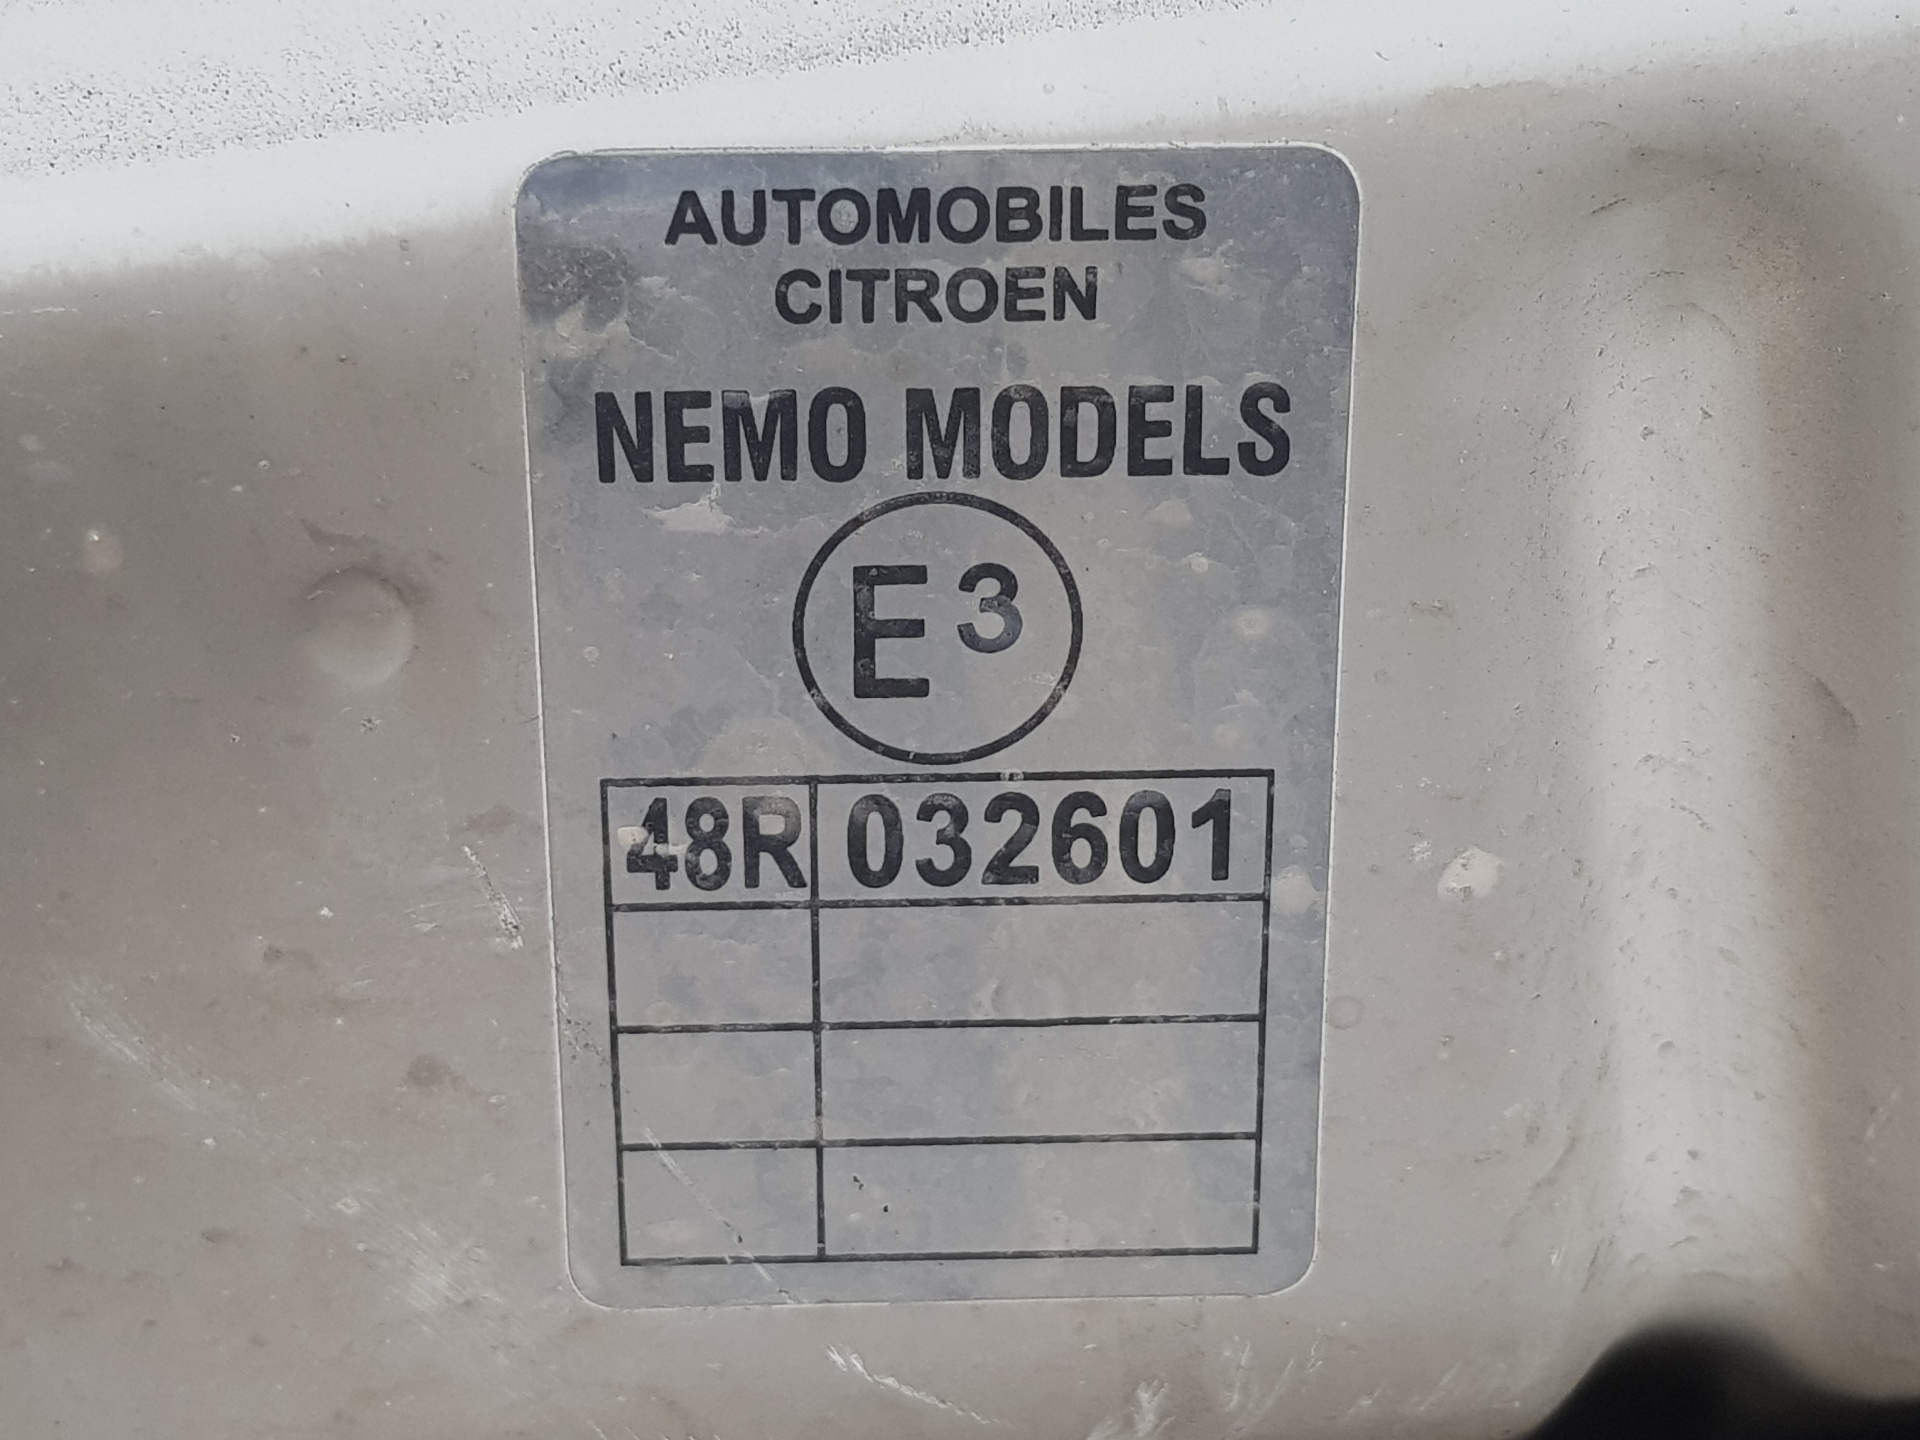 AUTOMOBILES
CITROEN
NEMO MODELS
E3
48R 032601